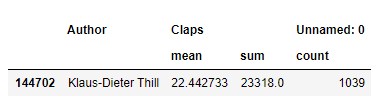 Author Claps Unnamed: 0
mean sum count
144702 Klaus-Dieter Thill 22.442733 23318.0 1039